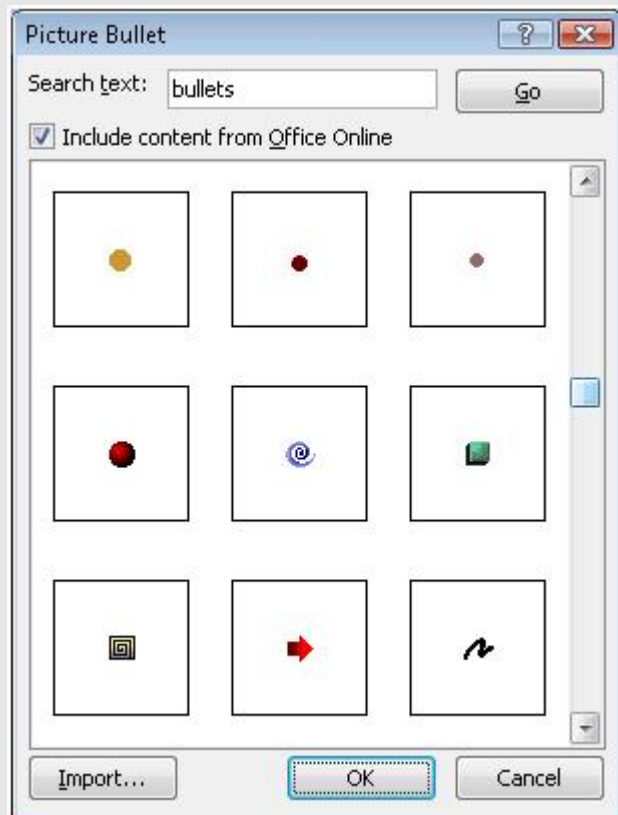 Picture Bullet
Search text: bullets Go
Include content from Office Online
Import... OK Cancel